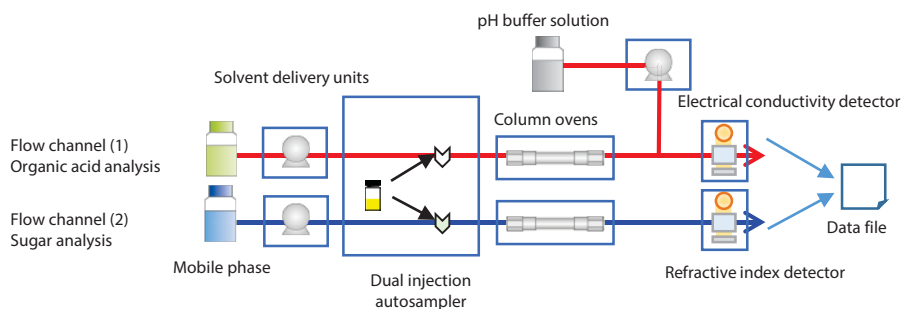 pH buffer solution
Solvent delivery units
Electrical conductivity detector
Column ovens
Flow channel (1)
Organic acid analysis
Flow channel (2)
Sugar analysis
Data file
Mobile phase
Refractive index detector
Dual injection
autosampler